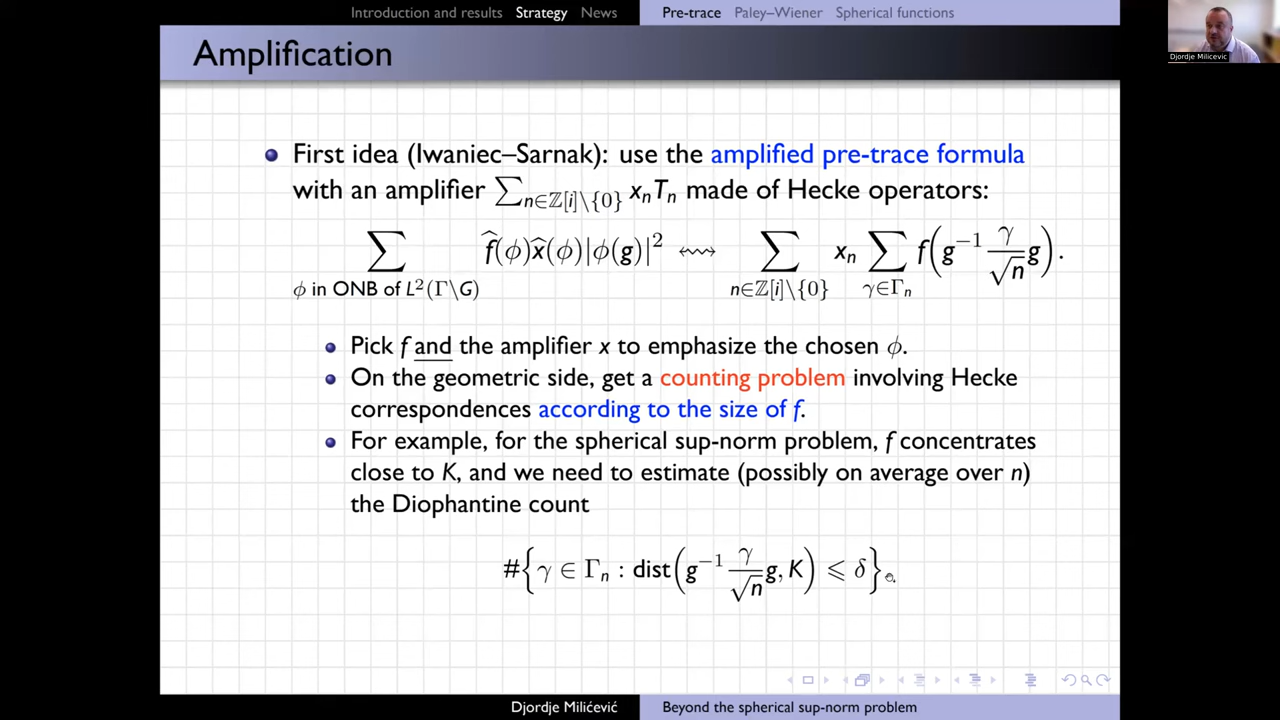 Introduction and results Strategy News Pre-trace Paley–Wiener Spherical functions
Djordje Milicevic
Amplification
First idea (Iwaniec–Sarnak): use the amplified pre-trace formula
with an amplifier ∑_{n∈ℤ[i]\{0}} x_n T_n made of Hecke operators:
∑_{φ in ONB of L²(Γ\G)} f̂(φ)x̂(φ)|φ(g)|² ↭ ∑_{n∈ℤ[i]\{0}} x_n ∑_{γ∈Γ_n} f(g⁻¹ γ/√n g).
Pick f and the amplifier x to emphasize the chosen φ.
On the geometric side, get a counting problem involving Hecke
correspondences according to the size of f.
For example, for the spherical sup-norm problem, f concentrates
close to K, and we need to estimate (possibly on average over n)
the Diophantine count
#{γ ∈ Γ_n : dist(g⁻¹ γ/√n g, K) ⩽ δ}.
Djordje Milićević Beyond the spherical sup-norm problem